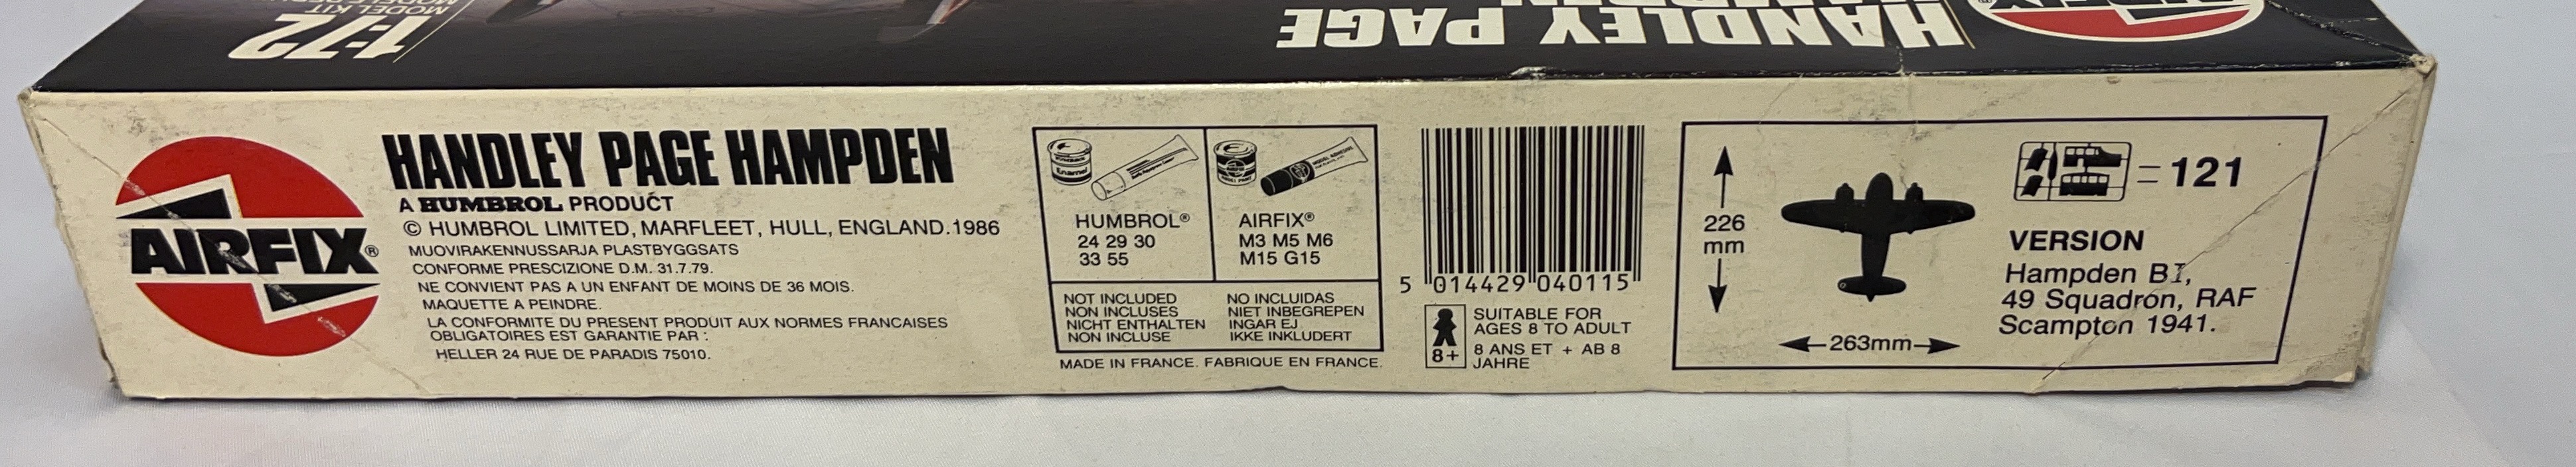 1:72
MODEL KIT
HANDLEY PAGE
AIRFIX®
AIRFIX®
HANDLEY PAGE HAMPDEN
A HUMBROL PRODUCT
© HUMBROL LIMITED, MARFLEET, HULL, ENGLAND.1986
MUOVIRAKENNUSSARJA PLASTBYGGSATS
CONFORME PRESCIZIONE D.M. 31.7.79.
NE CONVIENT PAS A UN ENFANT DE MOINS DE 36 MOIS.
MAQUETTE A PEINDRE.
LA CONFORMITE DU PRESENT PRODUIT AUX NORMES FRANCAISES
OBLIGATOIRES EST GARANTIE PAR :
HELLER 24 RUE DE PARADIS 75010.
Enamel
HUMBROL®
24 29 30
33 55
AIRFIX®
M3 M5 M6
M15 G15
NOT INCLUDED
NON INCLUSES
NICHT ENTHALTEN
NON INCLUSE
NO INCLUIDAS
NIET INBEGREPEN
INGAR EJ
IKKE INKLUDERT
MADE IN FRANCE. FABRIQUE EN FRANCE.
5 014429 040115
8+
SUITABLE FOR
AGES 8 TO ADULT
8 ANS ET + AB 8
JAHRE
226
mm
263mm
= 121
VERSION
Hampden BI,
49 Squadron, RAF
Scampton 1941.